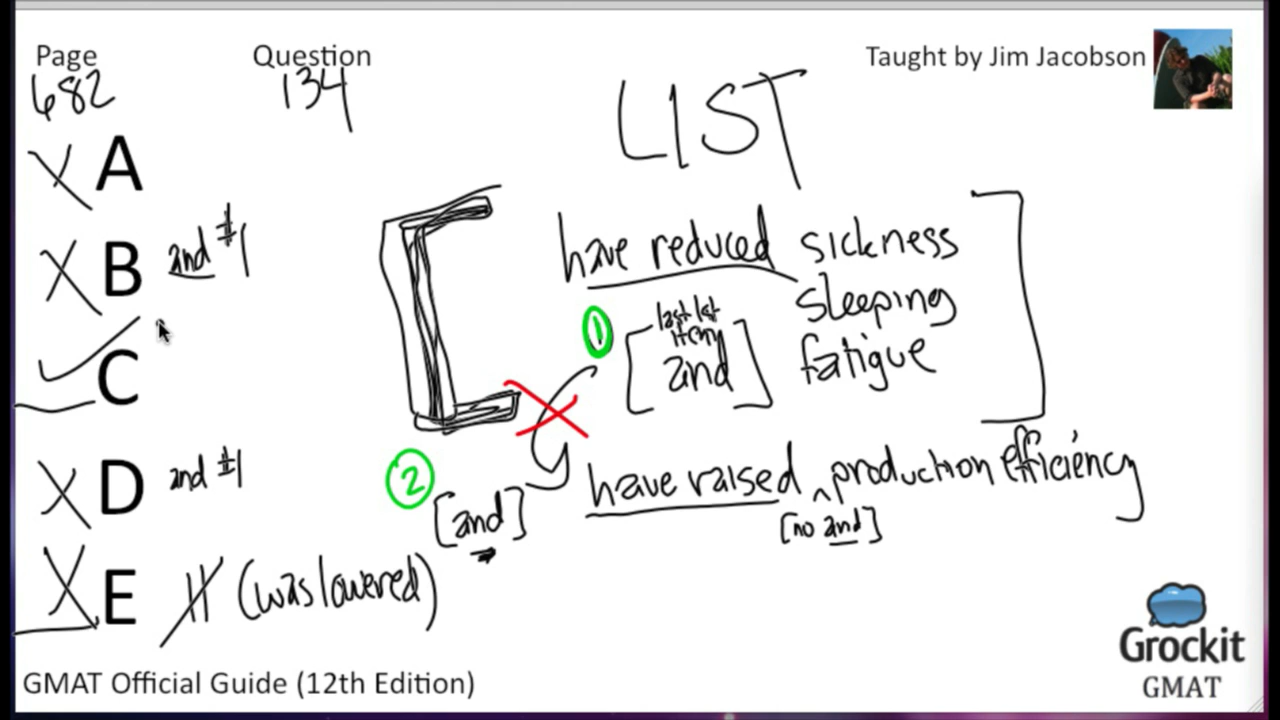 Page
Question
Taught by Jim Jacobson
682
134
LIST
X A
X B and #1
C
X D and #1
X E (was lowered)
have reduced sickness
sleeping
1 [last list item and] fatigue
2 [and] have raised production efficiency
[no and]
GMAT Official Guide (12th Edition)
Grockit
GMAT